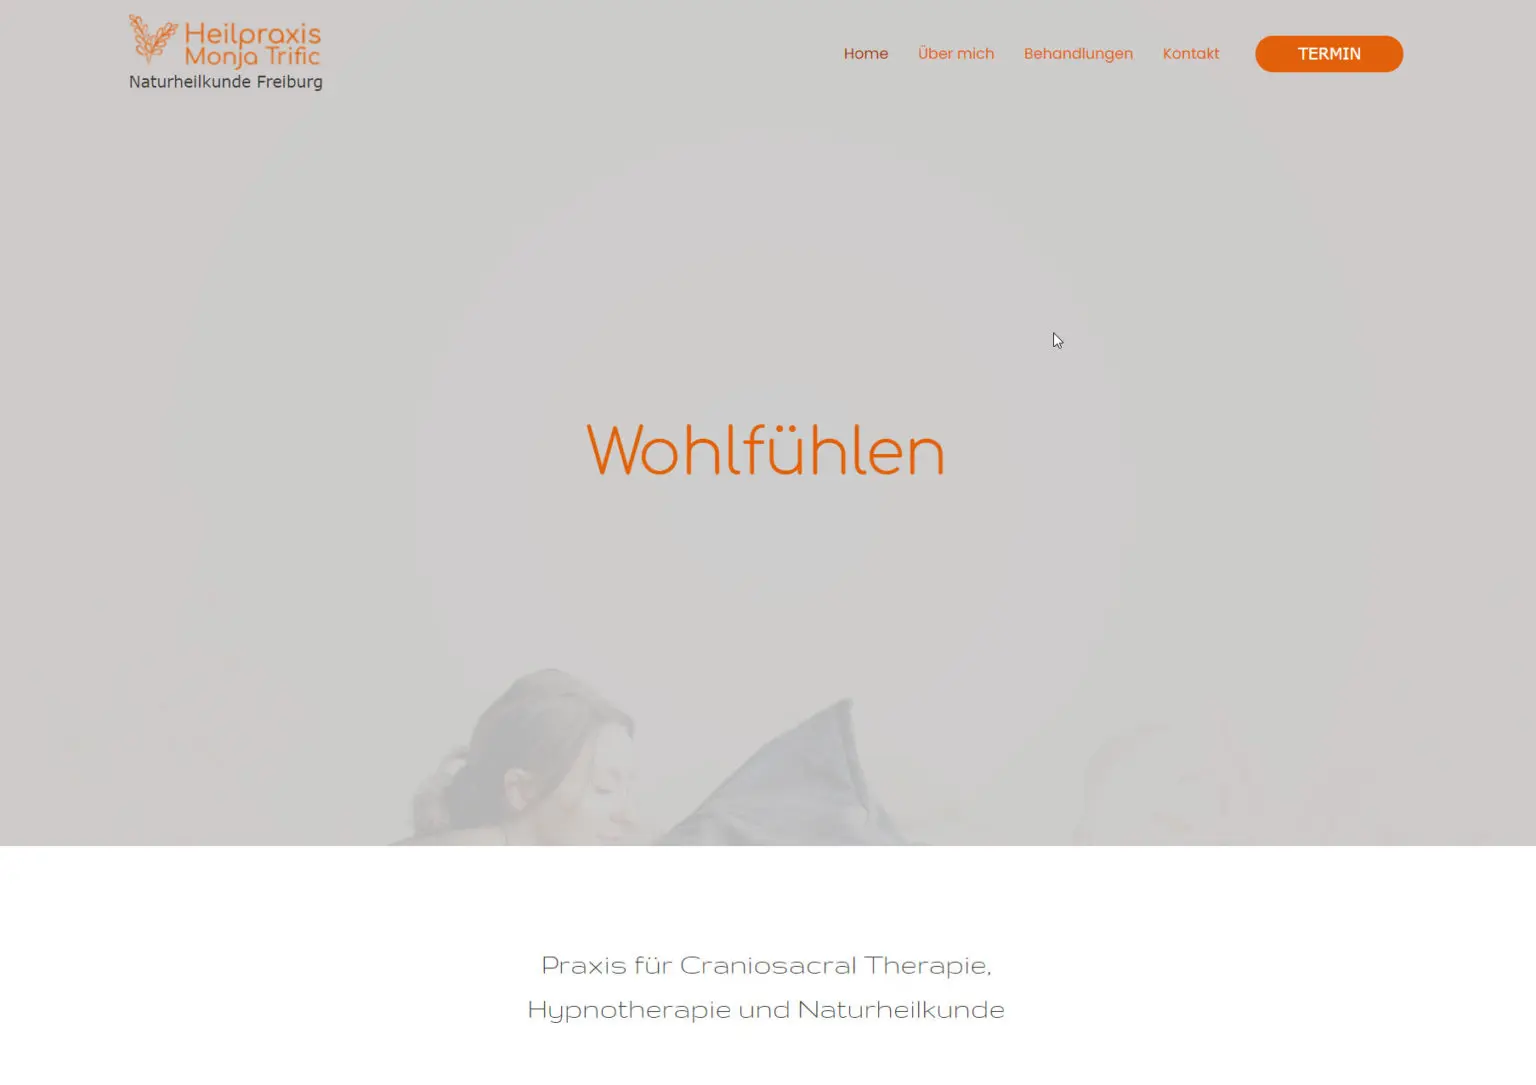 Heilpraxis
Monja Trific
Naturheilkunde Freiburg
Home
Über mich
Behandlungen
Kontakt
TERMIN
Wohlfühlen
Praxis für Craniosacral Therapie,
Hypnotherapie und Naturheilkunde